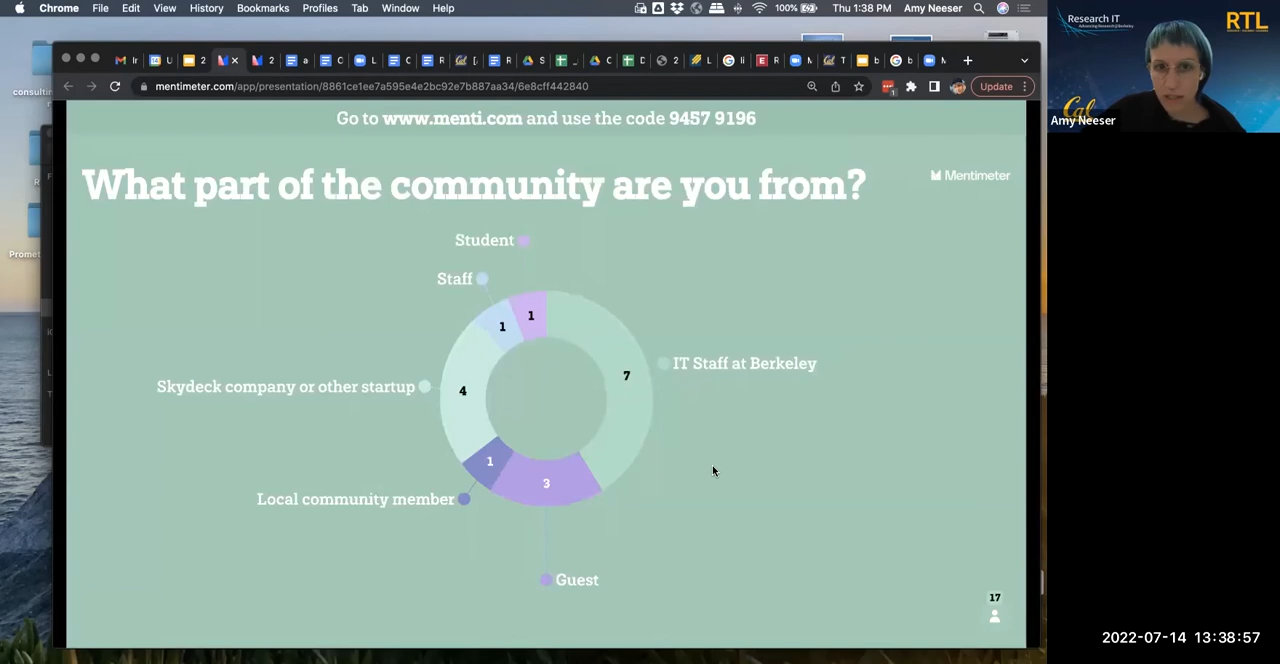 Chrome File Edit View History Bookmarks Profiles Tab Window Help
100% Thu 1:38 PM Amy Neeser
mentimeter.com/app/presentation/8861ce1ee7a595e4e2bc92e7b887aa34/6e8cff442840
Update
Go to www.menti.com and use the code 9457 9196
What part of the community are you from?
Mentimeter
Student
Staff
1
1
IT Staff at Berkeley
7
Skydeck company or other startup
4
1
Local community member
3
Guest
17
Research IT
RTL
Cal
Amy Neeser
2022-07-14 13:38:57